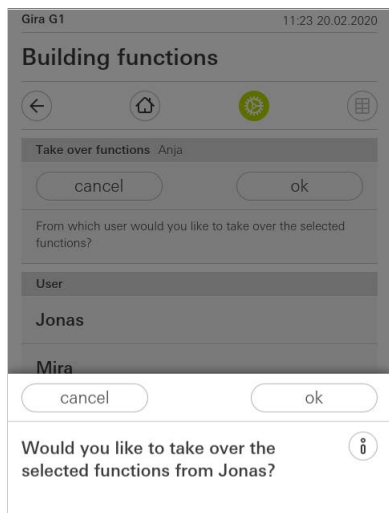 Gira G1 11:23 20.02.2020
Building functions
Take over functions Anja
cancel ok
From which user would you like to take over the selected
functions?
User
Jonas
Mira
cancel ok
Would you like to take over the
selected functions from Jonas?